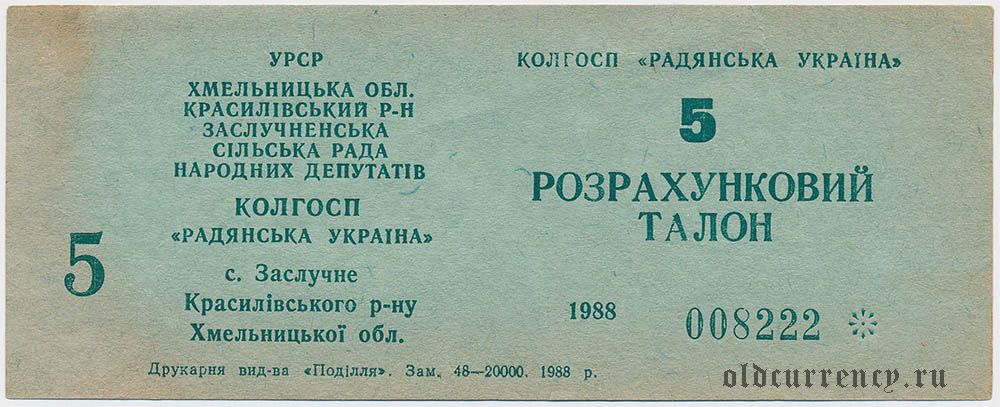 УРСР
ХМЕЛЬНИЦЬКА ОБЛ.
КРАСИЛІВСЬКИЙ Р-Н
ЗАСЛУЧНЕНСЬКА
СІЛЬСЬКА РАДА
НАРОДНИХ ДЕПУТАТІВ
КОЛГОСП
«РАДЯНСЬКА УКРАЇНА»
5
с. Заслучне
Красилівського р-ну
Хмельницької обл.
КОЛГОСП «РАДЯНСЬКА УКРАЇНА»
5
РОЗРАХУНКОВИЙ
ТАЛОН
1988
008222
Друкарня вид-ва «Поділля». Зам. 48—20000. 1988 р.
oldcurrency.ru